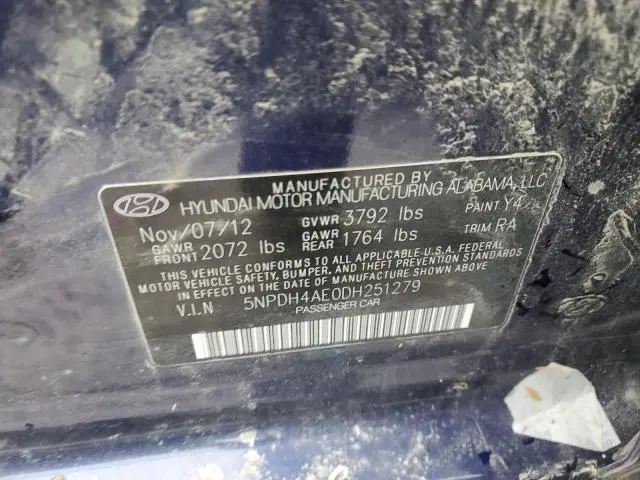 MANUFACTURED BY
HYUNDAI MOTOR MANUFACTURING ALABAMA, LLC
Nov/07/12 GVWR 3792 lbs PAINT Y4
GAWR FRONT 2072 lbs GAWR REAR 1764 lbs TRIM RA
THIS VEHICLE CONFORMS TO ALL APPLICABLE U.S.A. FEDERAL
MOTOR VEHICLE SAFETY, BUMPER, AND THEFT PREVENTION STANDARDS
IN EFFECT ON THE DATE OF MANUFACTURE SHOWN ABOVE.
V.I.N 5NPDH4AE0DH251279
PASSENGER CAR